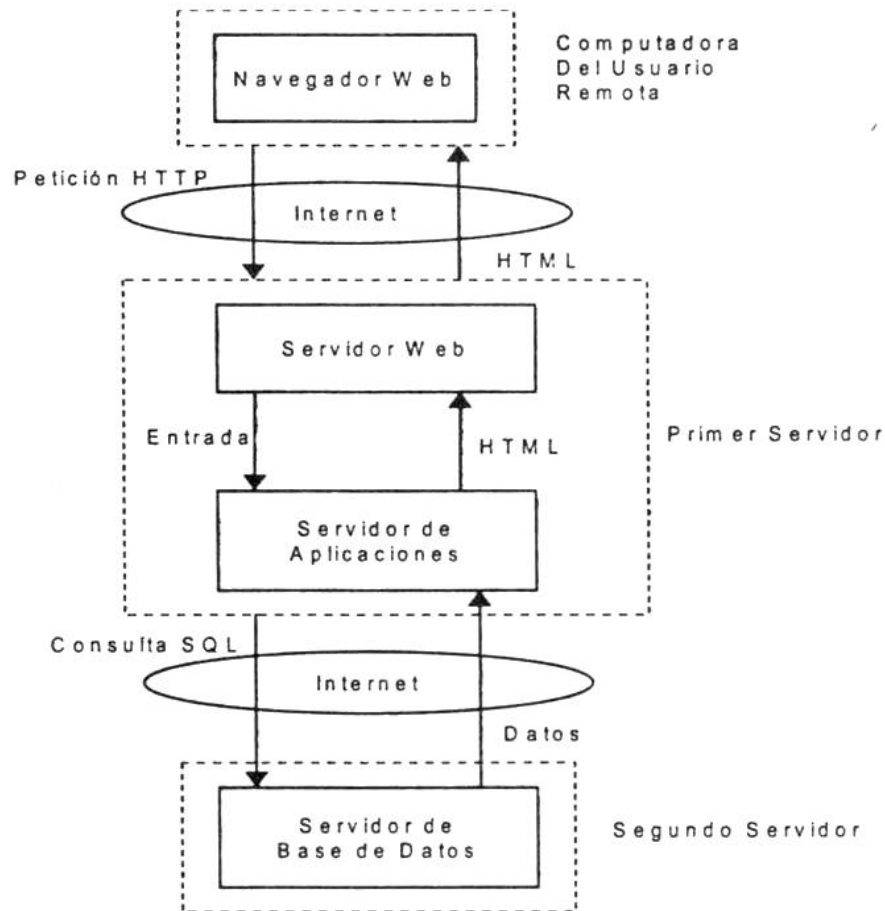 Navegador Web
Computadora
Del Usuario
Remota
Petición HTTP
Internet
HTML
Servidor Web
Entrada
HTML
Primer Servidor
Servidor de
Aplicaciones
Consulta SQL
Internet
Datos
Servidor de
Base de Datos
Segundo Servidor